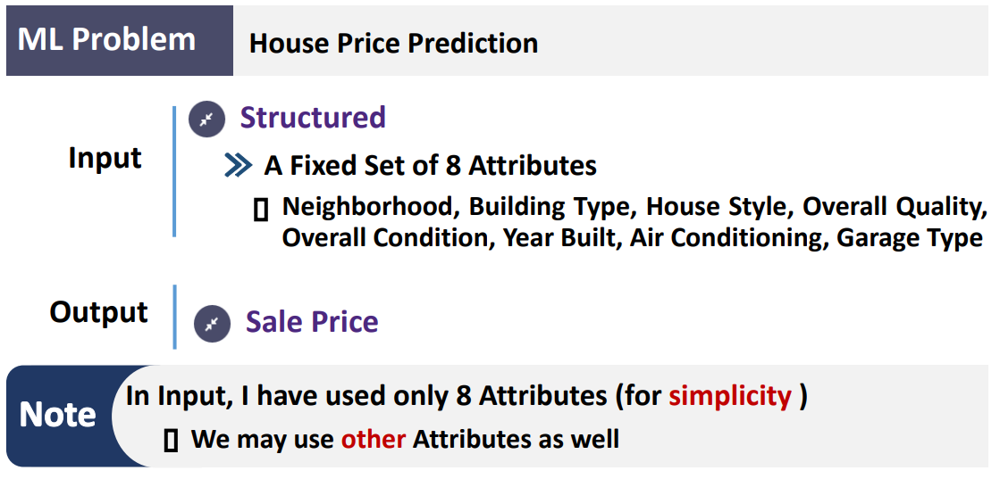 ML Problem
House Price Prediction
Input
Structured
A Fixed Set of 8 Attributes
Neighborhood, Building Type, House Style, Overall Quality,
Overall Condition, Year Built, Air Conditioning, Garage Type
Output
Sale Price
Note
In Input, I have used only 8 Attributes (for simplicity )
We may use other Attributes as well